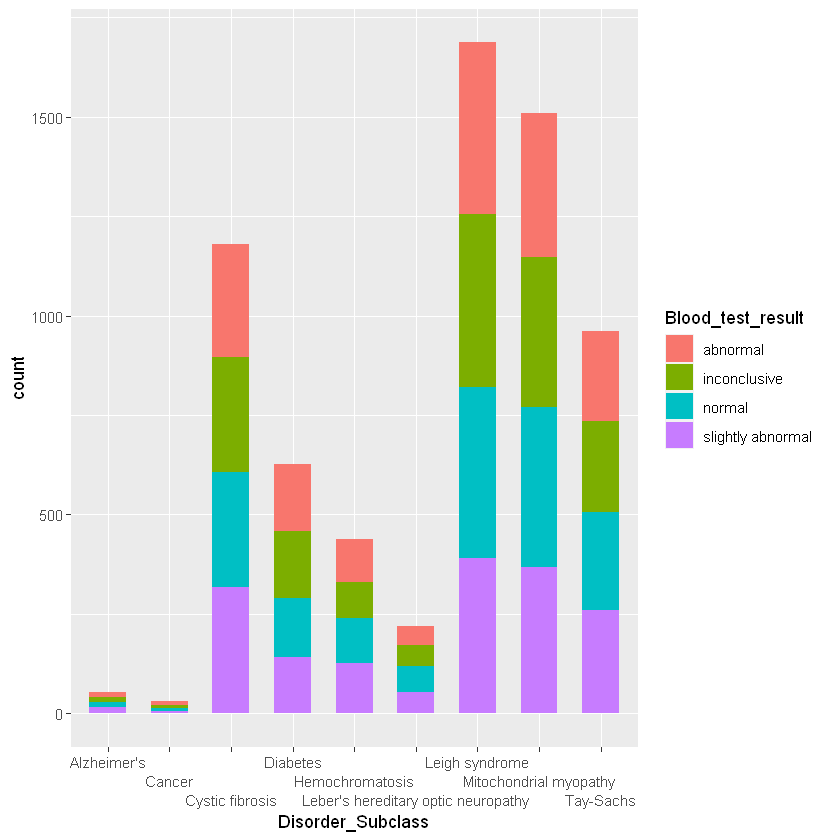 1500
1000
500
0
count
Alzheimer's
Diabetes
Leigh syndrome
Cancer
Hemochromatosis
Mitochondrial myopathy
Cystic fibrosis
Leber's hereditary optic neuropathy
Tay-Sachs
Disorder_Subclass
Blood_test_result
abnormal
inconclusive
normal
slightly abnormal